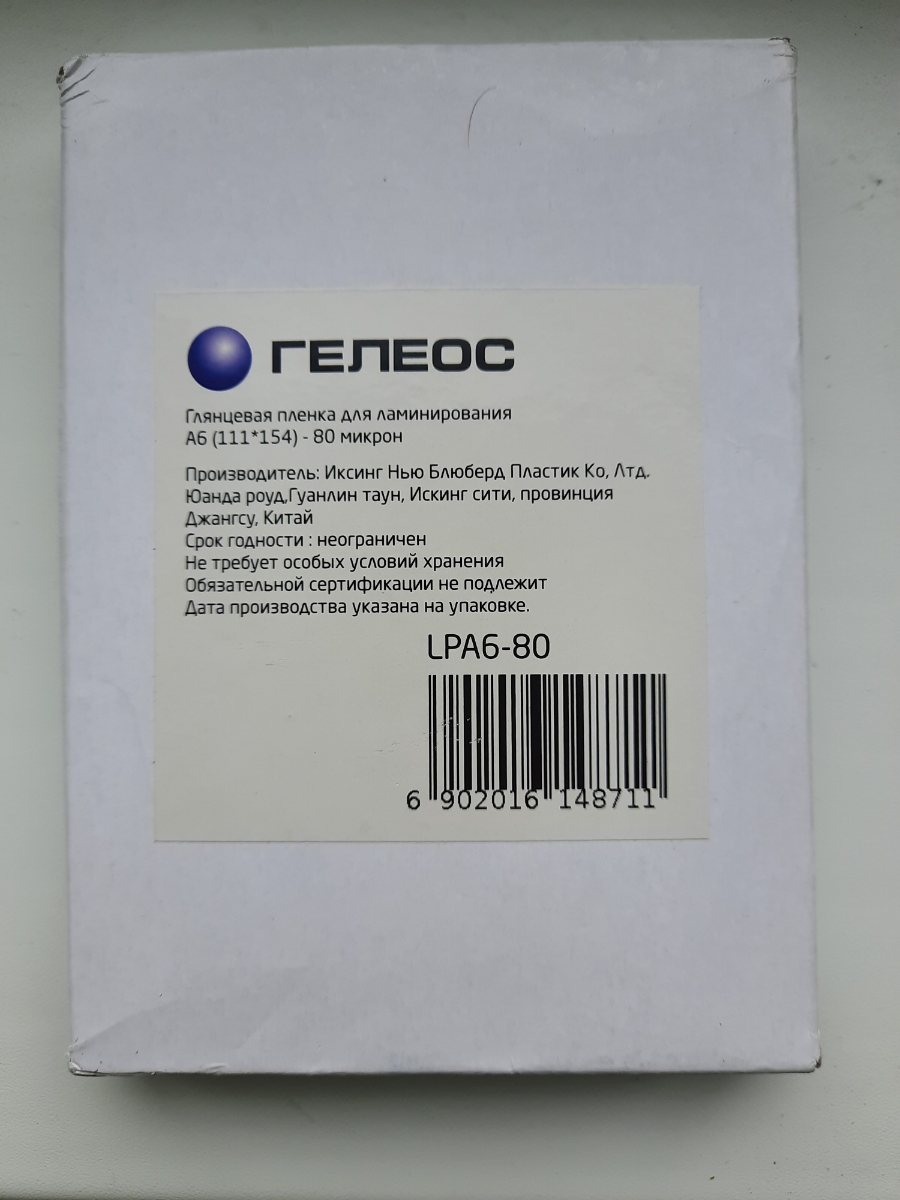 ГЕЛЕОС
Глянцевая пленка для ламинирования
А6 (111*154) - 80 микрон
Производитель: Иксинг Нью Блюберд Пластик Ко, Лтд.
Юанда роуд,Гуанлин таун, Искинг сити, провинция
Джангсу, Китай
Срок годности : неограничен
Не требует особых условий хранения
Обязательной сертификации не подлежит
Дата производства указана на упаковке.
LPA6-80
6 902016 148711